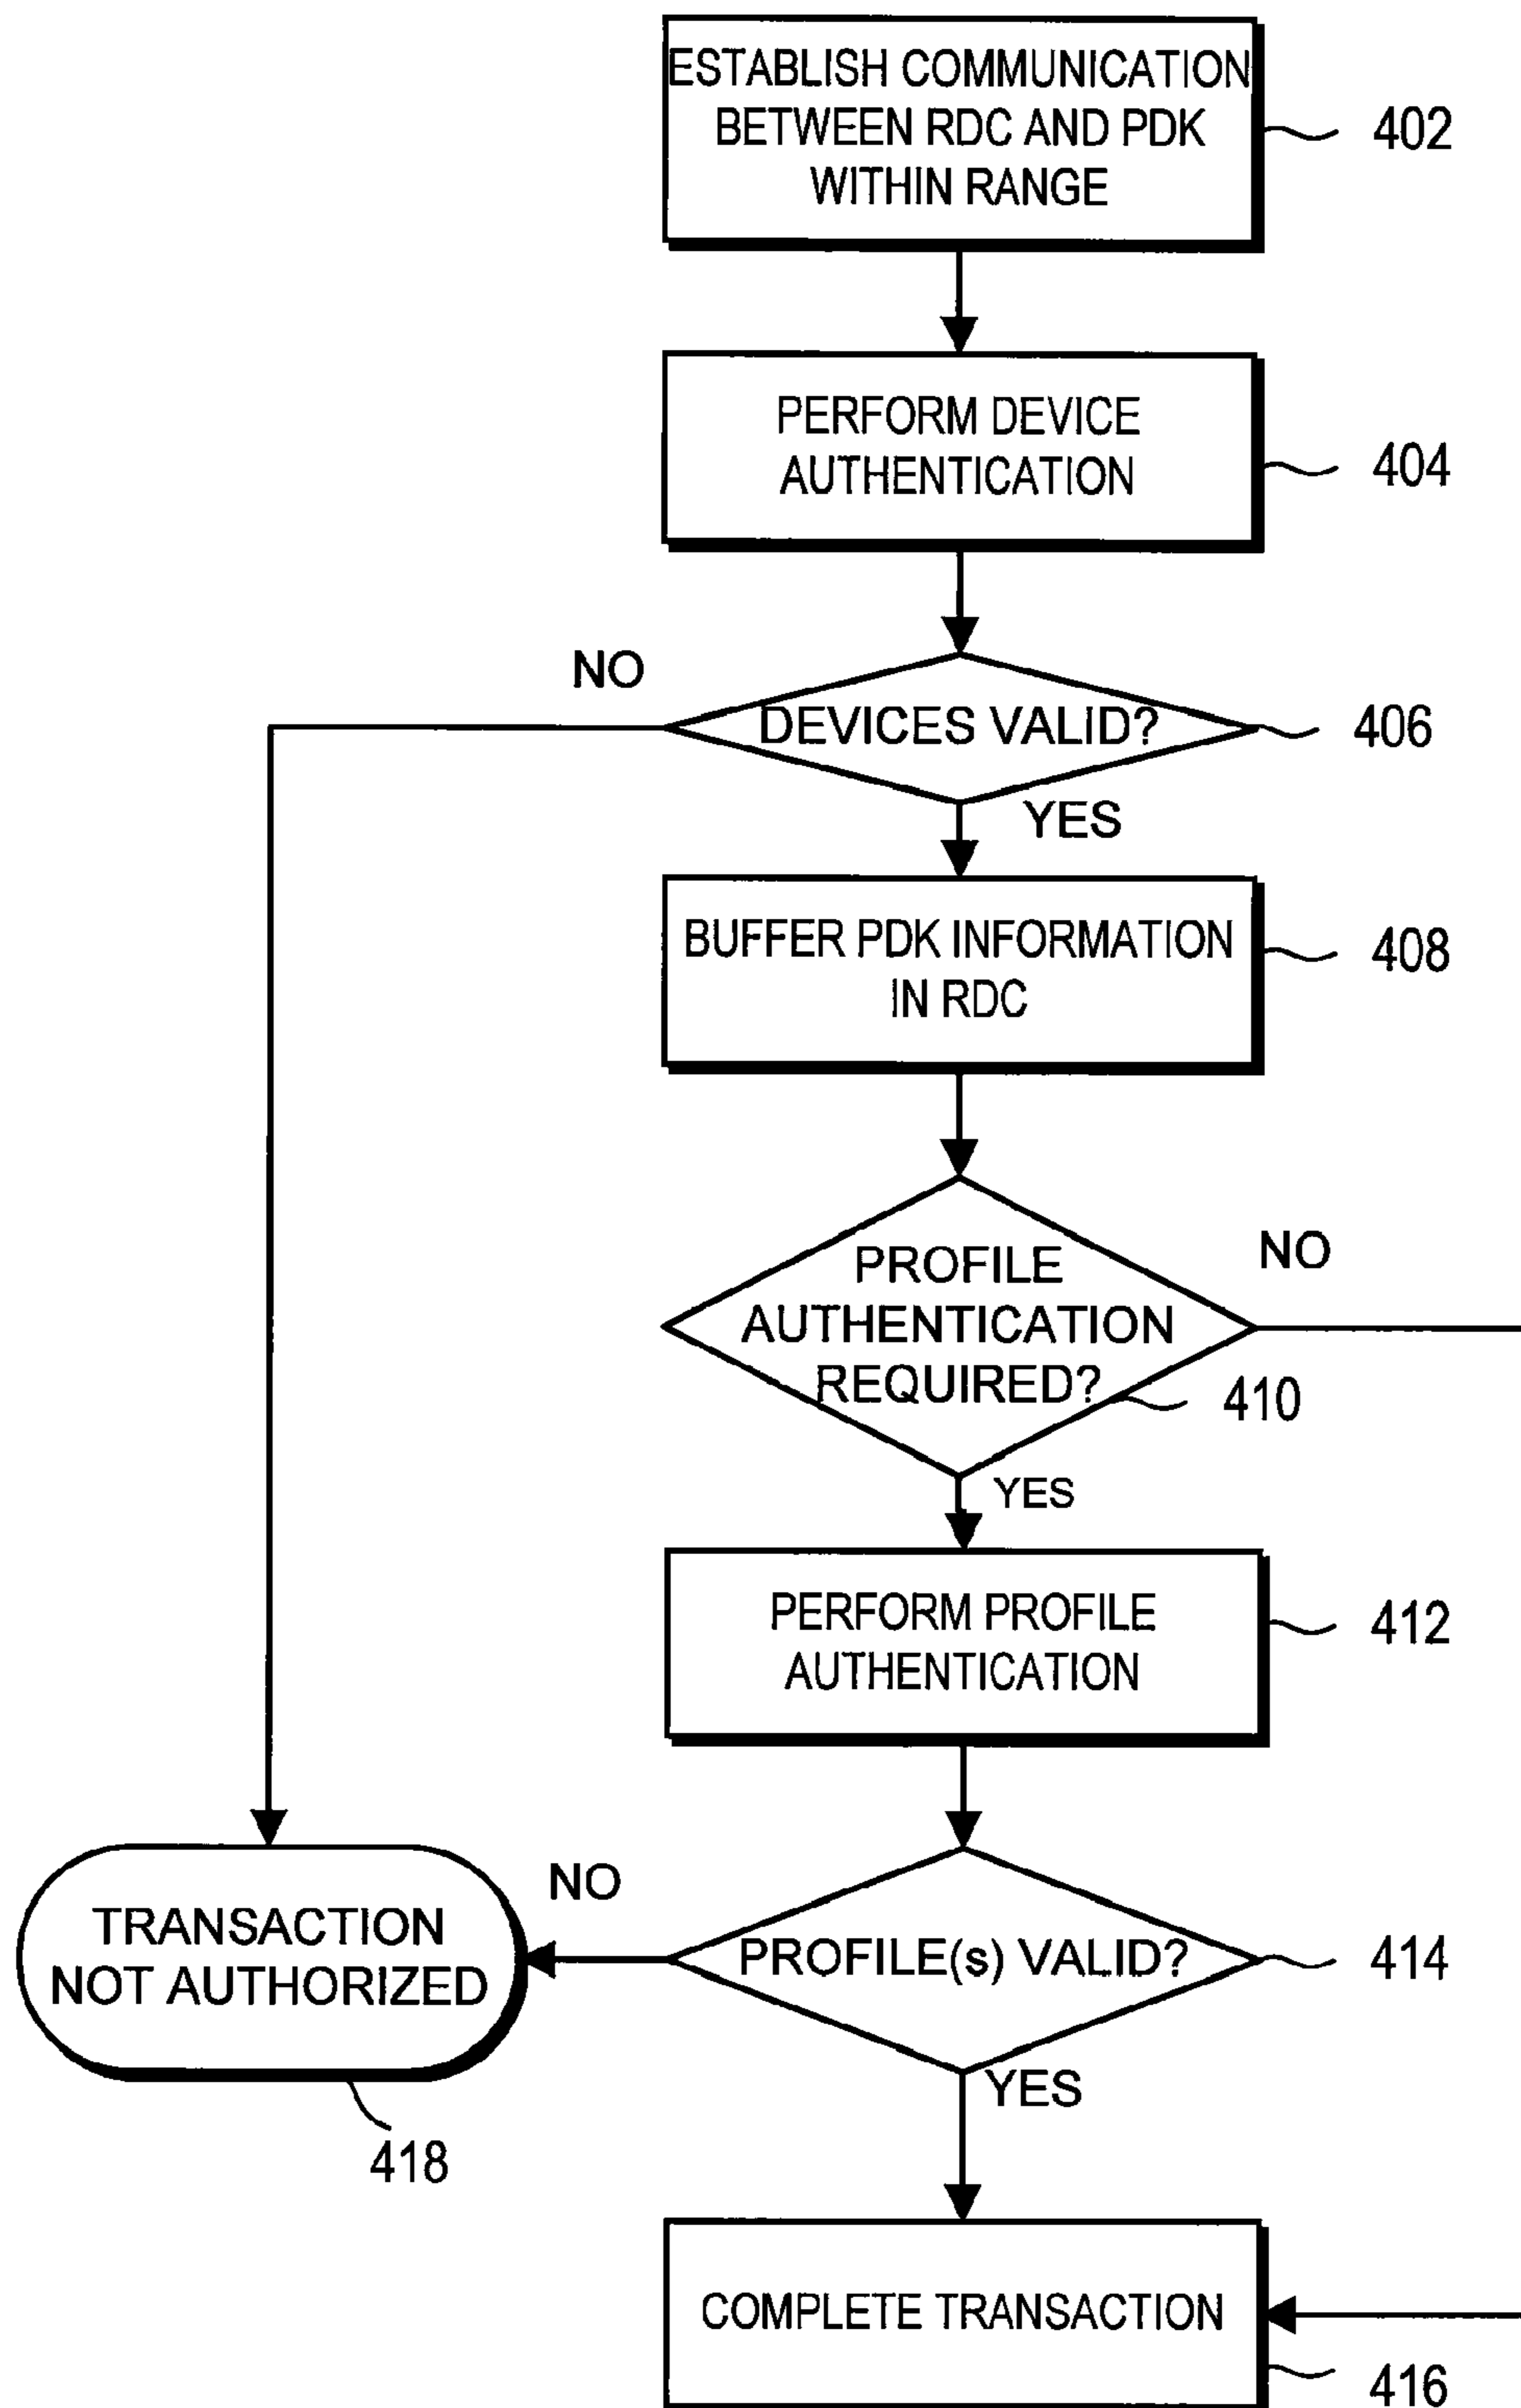 ESTABLISH COMMUNICATION
BETWEEN RDC AND PDK
WITHIN RANGE
402
PERFORM DEVICE
AUTHENTICATION
404
NO
DEVICES VALID?
406
YES
BUFFER PDK INFORMATION
IN RDC
408
PROFILE
AUTHENTICATION
REQUIRED?
NO
410
YES
PERFORM PROFILE
AUTHENTICATION
412
TRANSACTION
NOT AUTHORIZED
418
NO
PROFILE(s) VALID?
414
YES
COMPLETE TRANSACTION
416